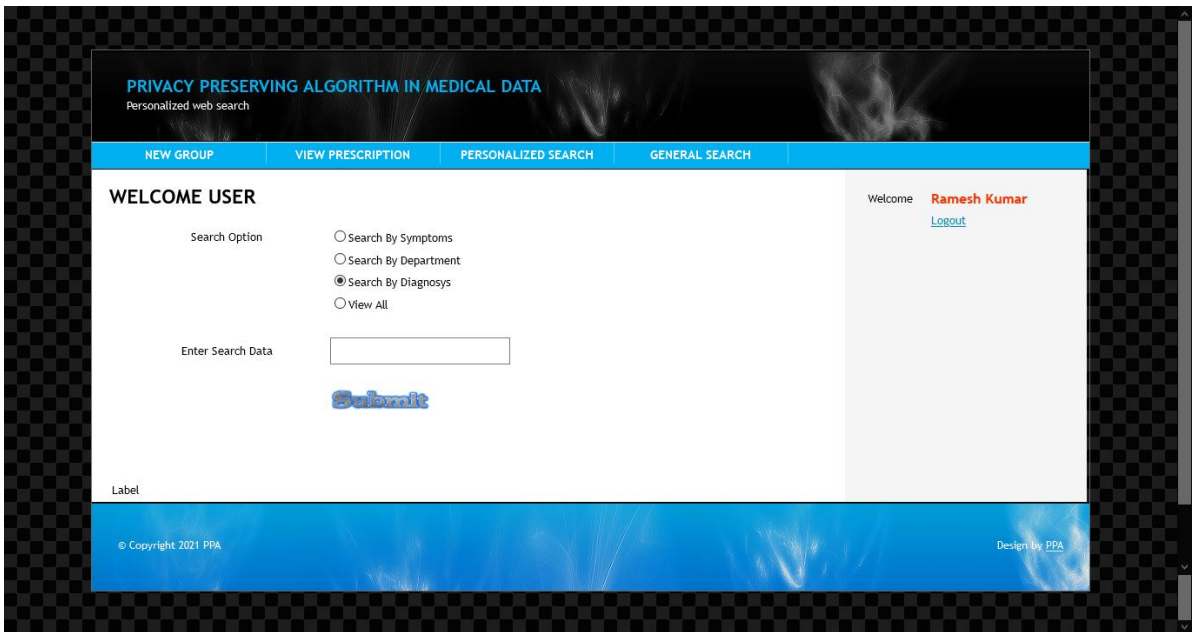 PRIVACY PRESERVING ALGORITHM IN MEDICAL DATA
Personalized web search
NEW GROUP VIEW PRESCRIPTION PERSONALIZED SEARCH GENERAL SEARCH
WELCOME USER
Welcome Ramesh Kumar
Logout
Search Option
Search By Symptoms
Search By Department
Search By Diagnosys
View All
Enter Search Data
Submit
Label
© Copyright 2021 PPA
Design by PPA